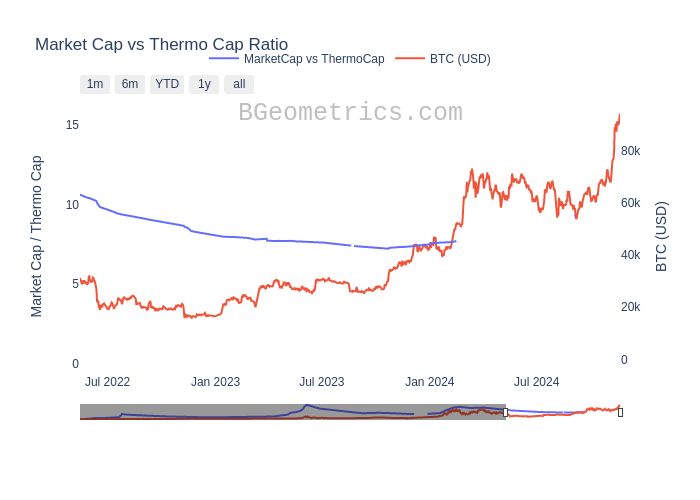 Market Cap vs Thermo Cap Ratio
MarketCap vs ThermoCap
BTC (USD)
1m
6m
YTD
1y
all
BGeometrics.com
Market Cap / Thermo Cap
15
10
5
0
80k
60k
40k
20k
0
BTC (USD)
Jul 2022
Jan 2023
Jul 2023
Jan 2024
Jul 2024